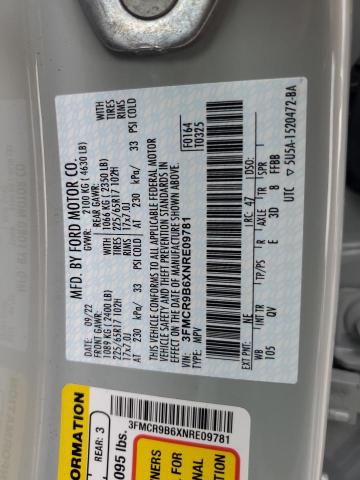 MFD. BY FORD MOTOR CO.
DATE: 09/22 GVWR: 2100 KG (4630 LB)
FRONT GAWR: REAR GAWR: WITH
1089 KG (2400 LB) 1066 KG (2350 LB) TIRES
225/65R17 102H WITH TIRES 225/65R17 102H RIMS
17x7.0J RIMS 17x7.0J
AT 230 kPa/ 33 PSI COLD AT 230 kPa/ 33 PSI COLD
THIS VEHICLE CONFORMS TO ALL APPLICABLE FEDERAL MOTOR
VEHICLE SAFETY AND THEFT PREVENTION STANDARDS IN
EFFECT ON THE DATE OF MANUFACTURE SHOWN ABOVE.
VIN: 3FMCR9B6XNRE09781 F0164
TYPE: MPV T0325
EXT PNT: NE RC: 47 DSO:
WB INT TR TP/PS R AXLE TR SPR
105 QV E 3D 8 FFBB
UTC 5U5A-1520472-BA
FORMATION
REAR: 3
3FMCR9B6XNRE09781
095 lbs.